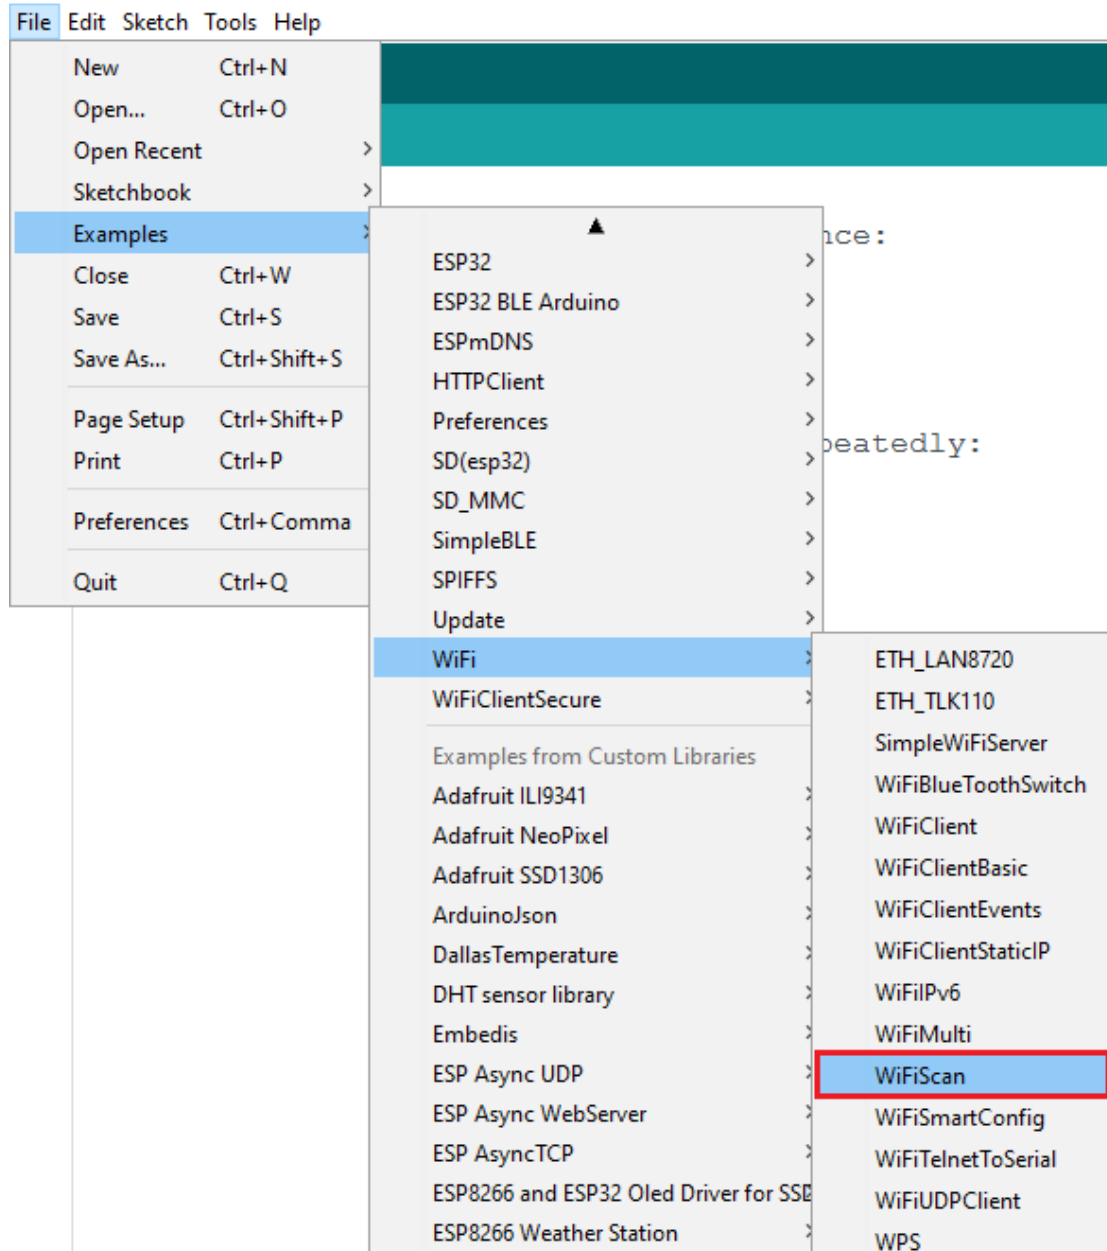 File Edit Sketch Tools Help
New Ctrl+N
Open... Ctrl+O
Open Recent
Sketchbook
Examples
Close Ctrl+W
Save Ctrl+S
Save As... Ctrl+Shift+S
Page Setup Ctrl+Shift+P
Print Ctrl+P
Preferences Ctrl+Comma
Quit Ctrl+Q
nce:
peatedly:
ESP32
ESP32 BLE Arduino
ESPmDNS
HTTPClient
Preferences
SD(esp32)
SD_MMC
SimpleBLE
SPIFFS
Update
WiFi
WiFiClientSecure
Examples from Custom Libraries
Adafruit ILI9341
Adafruit NeoPixel
Adafruit SSD1306
ArduinoJson
DallasTemperature
DHT sensor library
Embedis
ESP Async UDP
ESP Async WebServer
ESP AsyncTCP
ESP8266 and ESP32 Oled Driver for SSD
ESP8266 Weather Station
ETH_LAN8720
ETH_TLK110
SimpleWiFiServer
WiFiBlueToothSwitch
WiFiClient
WiFiClientBasic
WiFiClientEvents
WiFiClientStaticIP
WiFiIPv6
WiFiMulti
WiFiScan
WiFiSmartConfig
WiFiTelnetToSerial
WiFiUDPClient
WPS